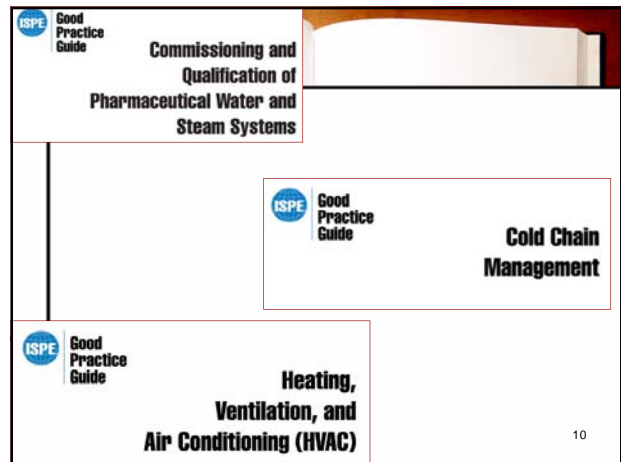 ISPE
Good
Practice
Guide
Commissioning and
Qualification of
Pharmaceutical Water and
Steam Systems
ISPE
Good
Practice
Guide
Cold Chain
Management
ISPE
Good
Practice
Guide
Heating,
Ventilation, and
Air Conditioning (HVAC)
10